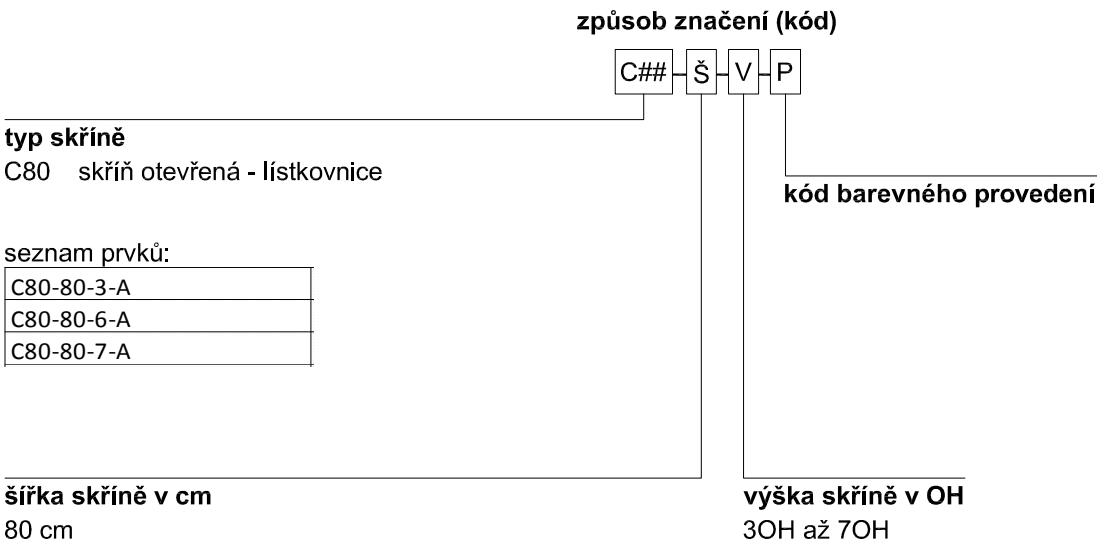 způsob značení (kód)
C## Š V P
typ skříně
C80 skříň otevřená - lístkovnice
kód barevného provedení
seznam prvků:
C80-80-3-A
C80-80-6-A
C80-80-7-A
šířka skříně v cm
80 cm
výška skříně v OH
3OH až 7OH